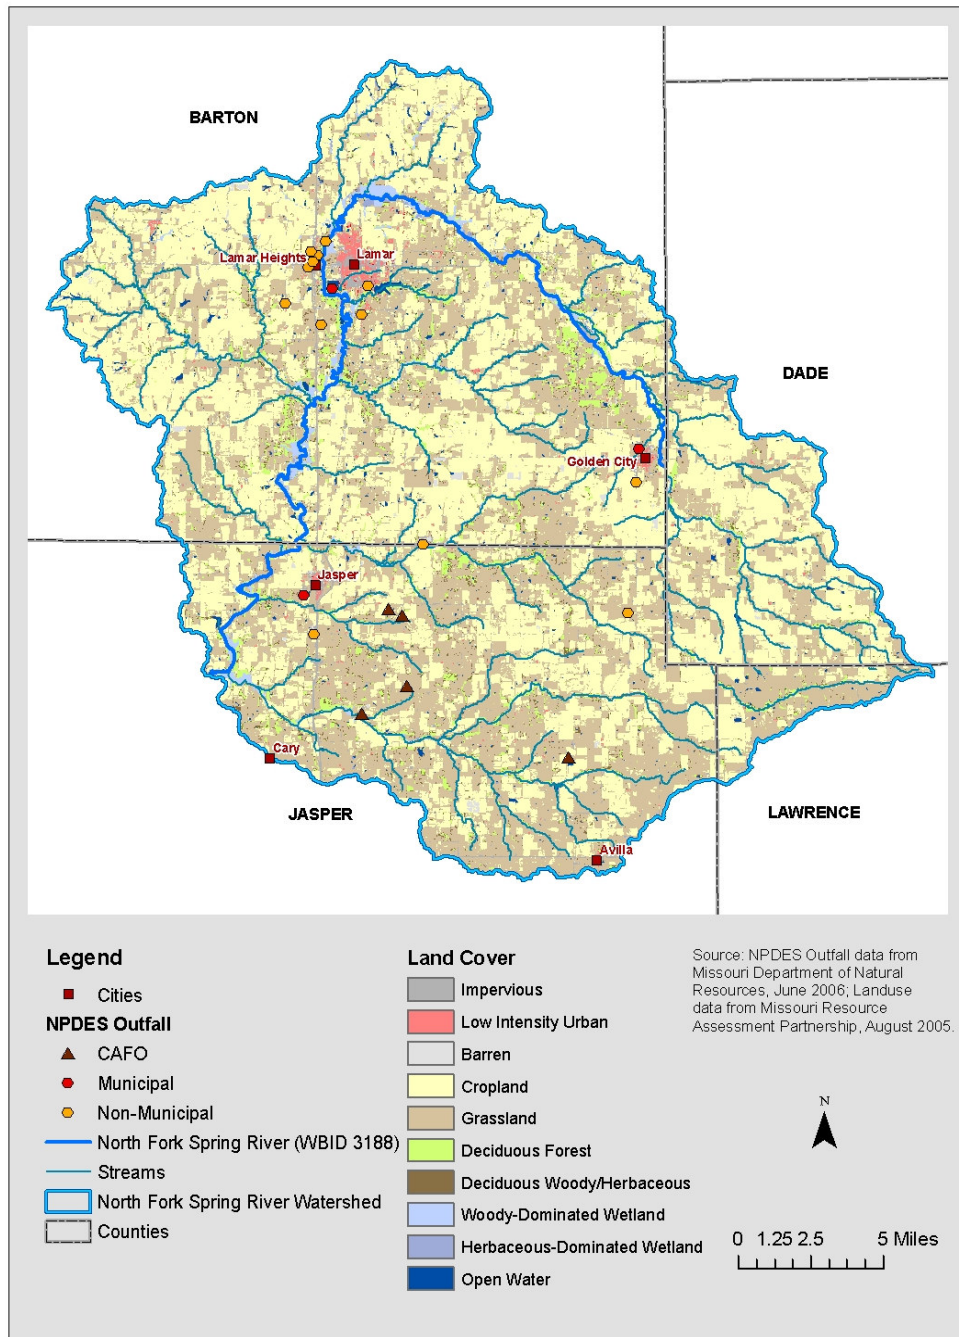 BARTON
Lamar Heights
Lamar
DADE
Golden City
Jasper
Cary
JASPER
LAWRENCE
Avilla
Legend
Cities
NPDES Outfall
CAFO
Municipal
Non-Municipal
North Fork Spring River (WBID 3188)
Streams
North Fork Spring River Watershed
Counties
Land Cover
Impervious
Low Intensity Urban
Barren
Cropland
Grassland
Deciduous Forest
Deciduous Woody/Herbaceous
Woody-Dominated Wetland
Herbaceous-Dominated Wetland
Open Water
Source: NPDES Outfall data from
Missouri Department of Natural
Resources, June 2006; Landuse
data from Missouri Resource
Assessment Partnership, August 2005.
N
0 1.25 2.5 5 Miles